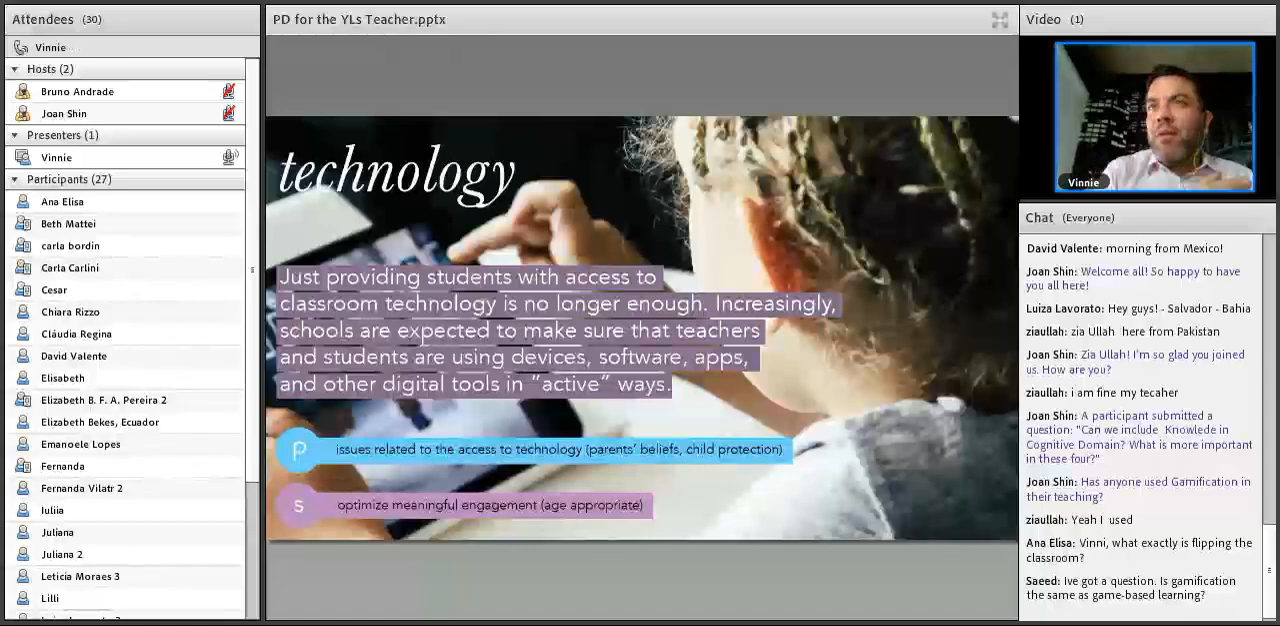 Attendees (30)
Vinnie
Hosts (2)
Bruno Andrade
Joan Shin
Presenters (1)
Vinnie
Participants (27)
Ana Elisa
Beth Mattei
carla bordin
Carla Carlini
Cesar
Chiara Rizzo
Cláudia Regina
David Valente
Elisabeth
Elizabeth B. F. A. Pereira 2
Elizabeth Bekes, Ecuador
Emanoele Lopes
Fernanda
Fernanda Vilatr 2
Iuliia
Juliana
Juliana 2
Leticia Moraes 3
Lilli
PD for the YLs Teacher.pptx
technology
Just providing students with access to
classroom technology is no longer enough. Increasingly,
schools are expected to make sure that teachers
and students are using devices, software, apps,
and other digital tools in “active” ways.
P issues related to the access to technology (parents’ beliefs, child protection)
S optimize meaningful engagement (age appropriate)
Video (1)
Vinnie
Chat (Everyone)
David Valente: morning from Mexico!
Joan Shin: Welcome all! So happy to
have you all here!
Luiza Lavorato: Hey guys! - Salvador - Bahia
ziaullah: zia Ullah here from Pakistan
Joan Shin: Zia Ullah! I'm so glad you joined
us. How are you?
ziaullah: i am fine my tecaher
Joan Shin: A participant submitted a
question: "Can we include Knowlede in
Cognitive Domain? What is more important
in these four?"
Joan Shin: Has anyone used Gamification in
their teaching?
ziaullah: Yeah I used
Ana Elisa: Vinni, what exactly is flipping the
classroom?
Saeed: Ive got a question. Is gamification
the same as game-based learning?